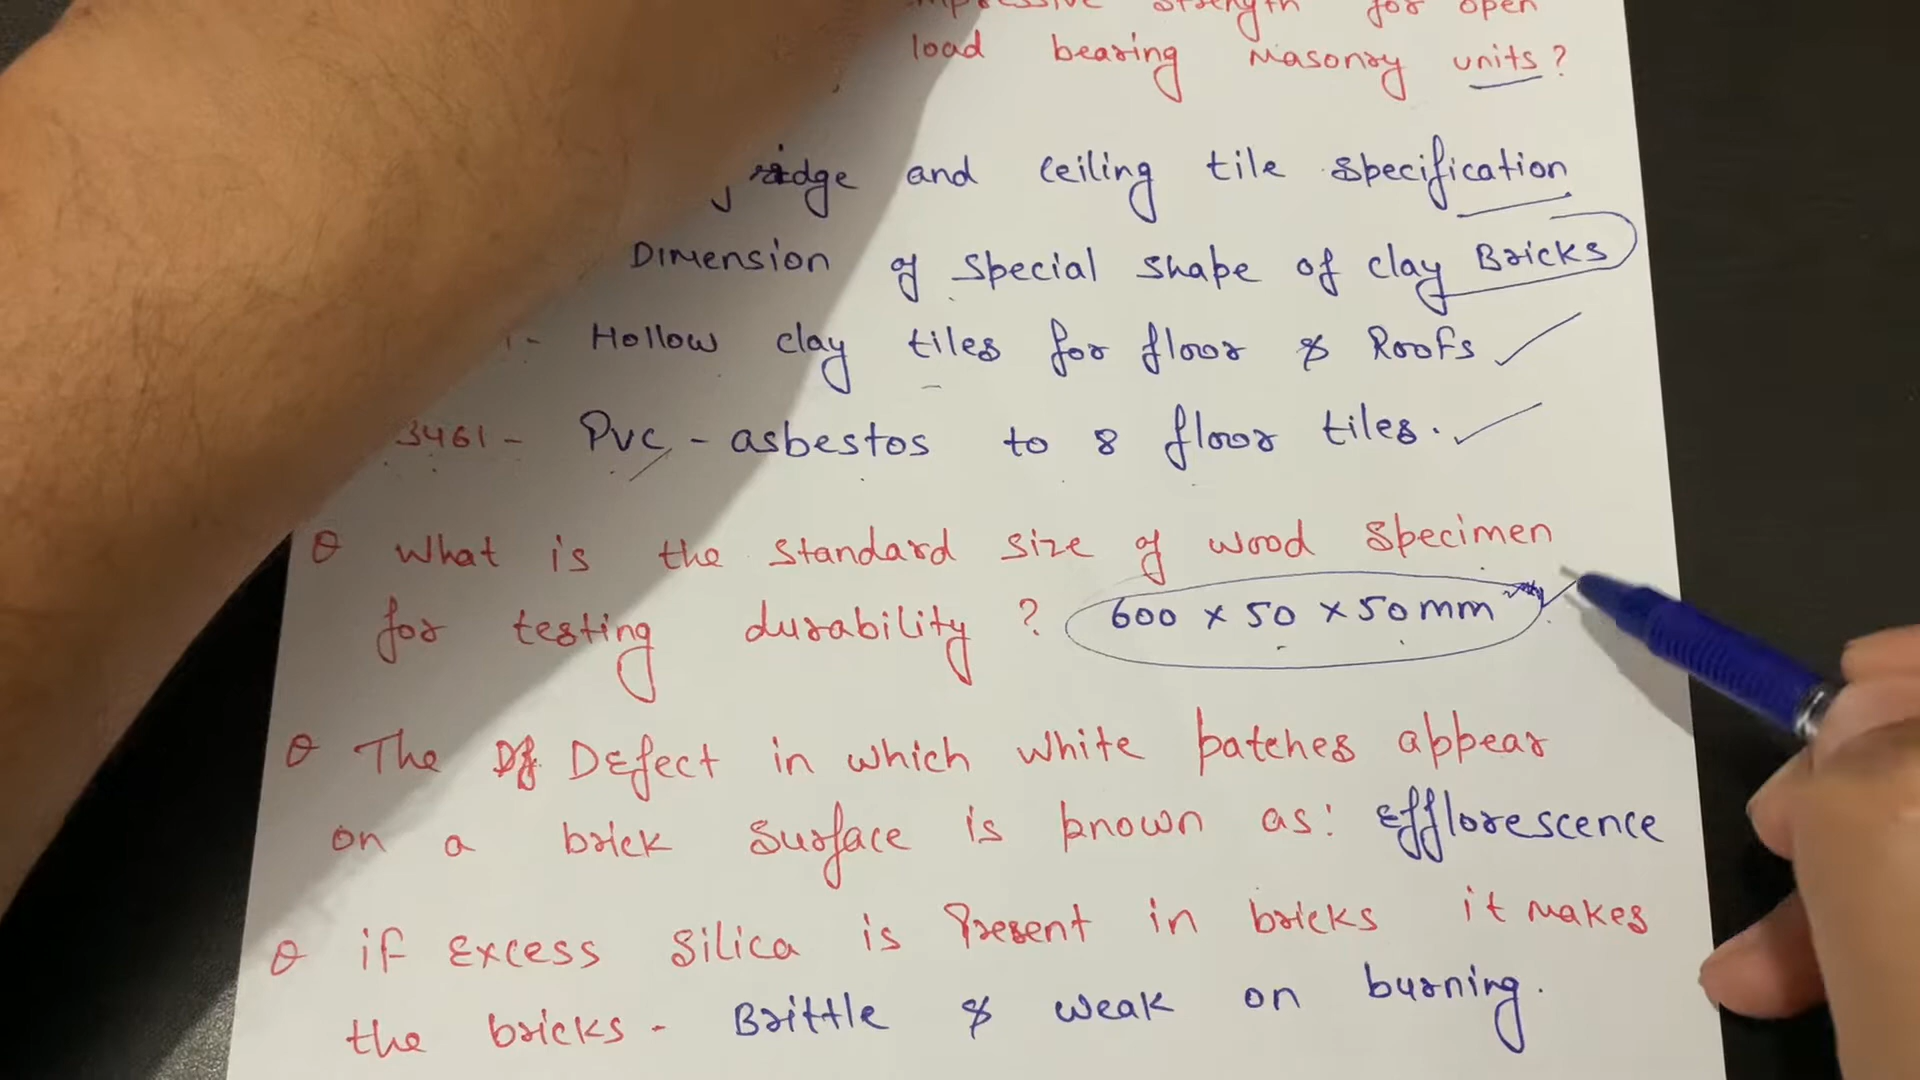 strength for open
load bearing masonry units?
ridge and ceiling tile specification
Dimension of special shape of clay Bricks
- Hollow clay tiles for floor & Roofs
3461 - Pvc - asbestos to 8 floor tiles.
Q What is the standard size of wood specimen
for testing durability ? 600 x 50 x 50 mm
Q The Defect in which white patches appear
on a brick surface is known as: Efflorescence
Q if excess silica is Present in bricks it makes
the bricks - Brittle & weak on burning.